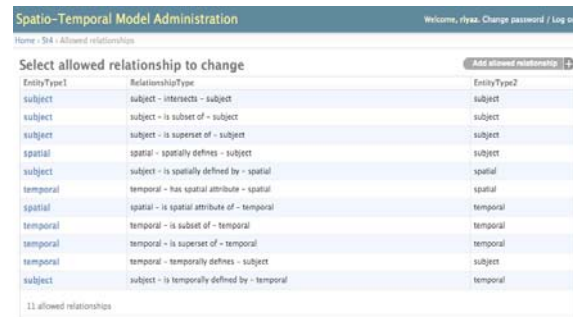 Spatio-Temporal Model Administration
Welcome, riyaz. Change password / Log
Home › St4 › Allowed relationships
Select allowed relationship to change
Add allowed relationship +
EntityType1 RelationshipType EntityType2
subject subject - intersects - subject subject
subject subject - is subset of - subject subject
subject subject - is superset of - subject subject
spatial spatial - spatially defines - subject subject
subject subject - is spatially defined by - spatial spatial
temporal temporal - has spatial attribute - spatial spatial
spatial spatial - is spatial attribute of - temporal temporal
temporal temporal - is subset of - temporal temporal
temporal temporal - is superset of - temporal temporal
temporal temporal - temporally defines - subject subject
subject subject - is temporally defined by - temporal temporal
11 allowed relationships